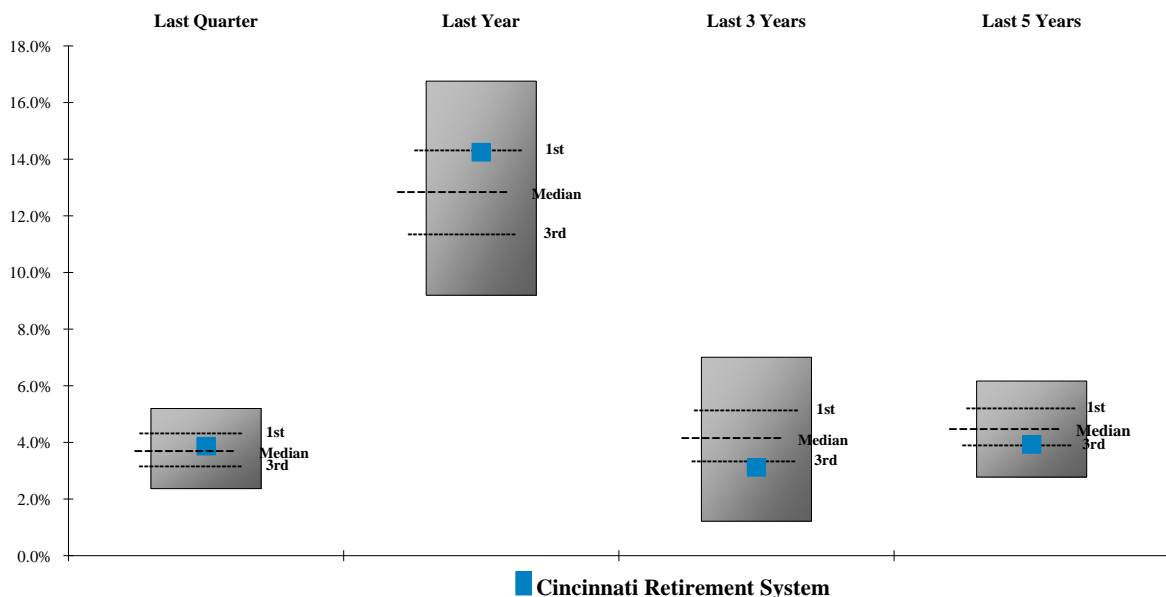 Last Quarter Last Year Last 3 Years Last 5 Years
18.0%
16.0%
14.0%
12.0%
10.0%
8.0%
6.0%
4.0%
2.0%
0.0%
1st
Median
3rd
1st
Median
3rd
1st
Median
3rd
1st
Median
3rd
Cincinnati Retirement System